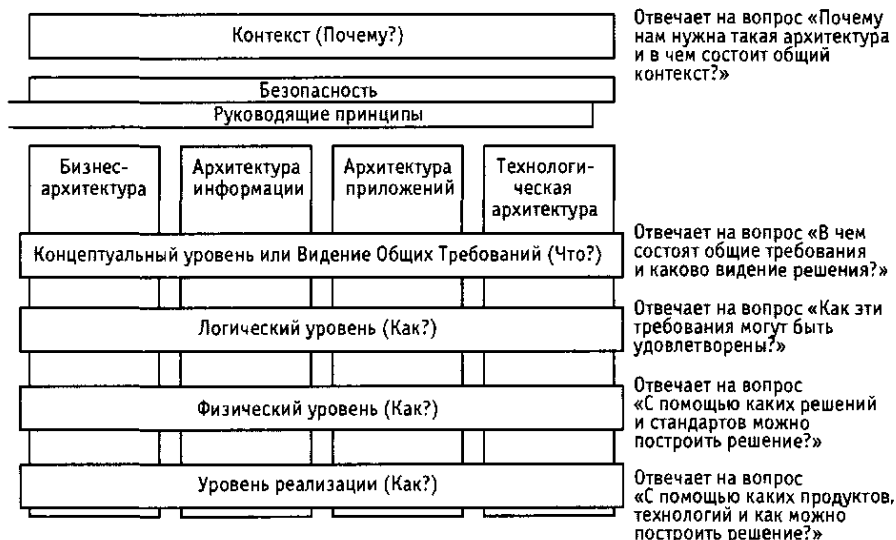 Контекст (Почему?)
Отвечает на вопрос «Почему
нам нужна такая архитектура
и в чем состоит общий
контекст?»
Безопасность
Руководящие принципы
Бизнес-
архитектура
Архитектура
информации
Архитектура
приложений
Технологи-
ческая
архитектура
Концептуальный уровень или Видение Общих Требований (Что?)
Отвечает на вопрос «В чем
состоят общие требования
и каково видение решения?»
Логический уровень (Как?)
Отвечает на вопрос «Как эти
требования могут быть
удовлетворены?»
Физический уровень (Как?)
Отвечает на вопрос
«С помощью каких решений
и стандартов можно
построить решение?»
Уровень реализации (Как?)
Отвечает на вопрос
«С помощью каких продуктов,
технологий и как можно
построить решение?»